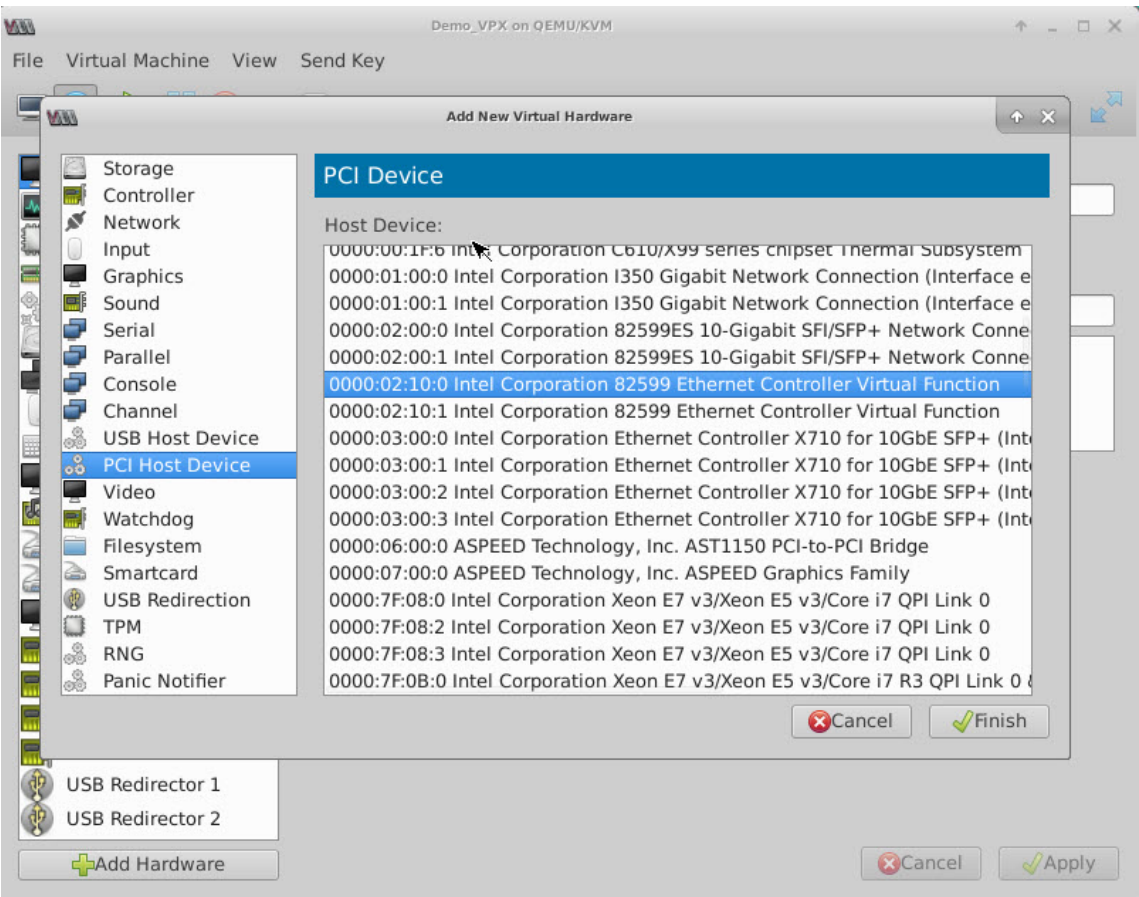 Demo_VPX on QEMU/KVM
File Virtual Machine View Send Key
Add New Virtual Hardware
Storage
Controller
Network
Input
Graphics
Sound
Serial
Parallel
Console
Channel
USB Host Device
PCI Host Device
Video
Watchdog
Filesystem
Smartcard
USB Redirection
TPM
RNG
Panic Notifier
PCI Device
Host Device:
0000:00:1F:6 Intel Corporation C610/X99 series chipset Thermal Subsystem
0000:01:00:0 Intel Corporation I350 Gigabit Network Connection (Interface e
0000:01:00:1 Intel Corporation I350 Gigabit Network Connection (Interface e
0000:02:00:0 Intel Corporation 82599ES 10-Gigabit SFI/SFP+ Network Conne
0000:02:00:1 Intel Corporation 82599ES 10-Gigabit SFI/SFP+ Network Conne
0000:02:10:0 Intel Corporation 82599 Ethernet Controller Virtual Function
0000:02:10:1 Intel Corporation 82599 Ethernet Controller Virtual Function
0000:03:00:0 Intel Corporation Ethernet Controller X710 for 10GbE SFP+ (Int
0000:03:00:1 Intel Corporation Ethernet Controller X710 for 10GbE SFP+ (Int
0000:03:00:2 Intel Corporation Ethernet Controller X710 for 10GbE SFP+ (Int
0000:03:00:3 Intel Corporation Ethernet Controller X710 for 10GbE SFP+ (Int
0000:06:00:0 ASPEED Technology, Inc. AST1150 PCI-to-PCI Bridge
0000:07:00:0 ASPEED Technology, Inc. ASPEED Graphics Family
0000:7F:08:0 Intel Corporation Xeon E7 v3/Xeon E5 v3/Core i7 QPI Link 0
0000:7F:08:2 Intel Corporation Xeon E7 v3/Xeon E5 v3/Core i7 QPI Link 0
0000:7F:08:3 Intel Corporation Xeon E7 v3/Xeon E5 v3/Core i7 QPI Link 0
0000:7F:0B:0 Intel Corporation Xeon E7 v3/Xeon E5 v3/Core i7 R3 QPI Link 0 &
Cancel Finish
USB Redirector 1
USB Redirector 2
Add Hardware
Cancel Apply